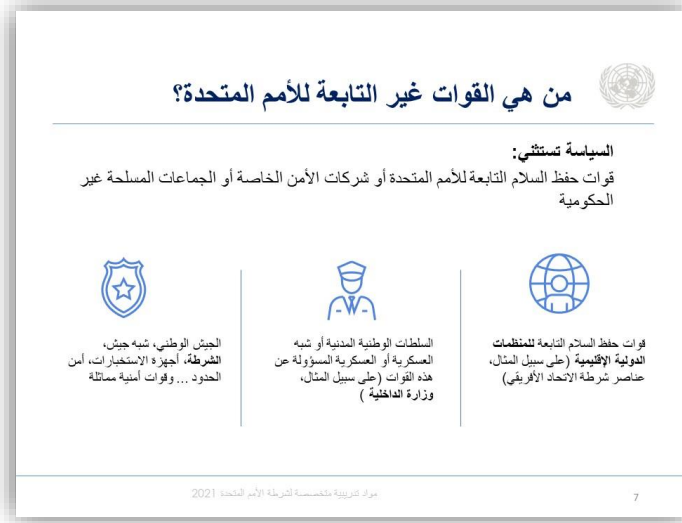 من هي القوات غير التابعة للأمم المتحدة؟
السياسة تستثني:
قوات حفظ السلام التابعة للأمم المتحدة أو شركات الأمن الخاصة أو الجماعات المسلحة غير
الحكومية
قوات حفظ السلام التابعة للمنظمات
الدولية الإقليمية (على سبيل المثال،
عناصر شرطة الاتحاد الأفريقي)
السلطات الوطنية المدنية أو شبه
العسكرية أو العسكرية المسؤولة عن
هذه القوات (على سبيل المثال،
وزارة الداخلية )
الجيش الوطني، شبه جيش،
الشرطة، أجهزة الاستخبارات، أمن
الحدود ... وقوات أمنية مماثلة
مواد تدريبية متخصصة لشرطة الأمم المتحدة 2021
7